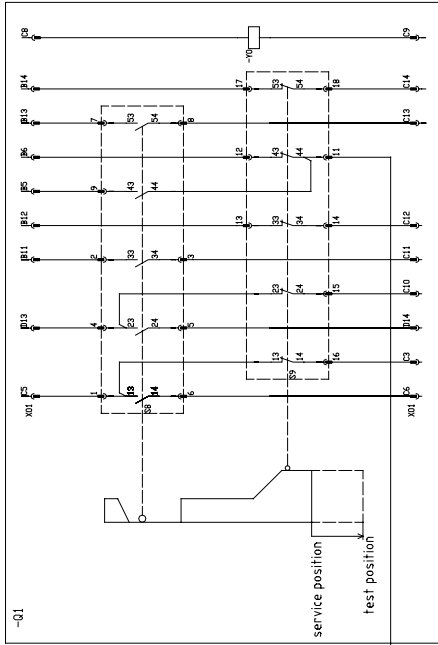 -Q1
X01 C5 D13 B11 B12 B5 B6 B13 B14 C8
1 4 2 9 7
13 23 33 43 53
S8
14 24 34 44 54
6 5 3 8
13 12 17
-Y0
13 23 33 43 53
S9
14 24 34 44 54
service position
16 15 14 11 18
test position
X01 C6 C3 D14 C10 C11 C12 C13 C14 C9